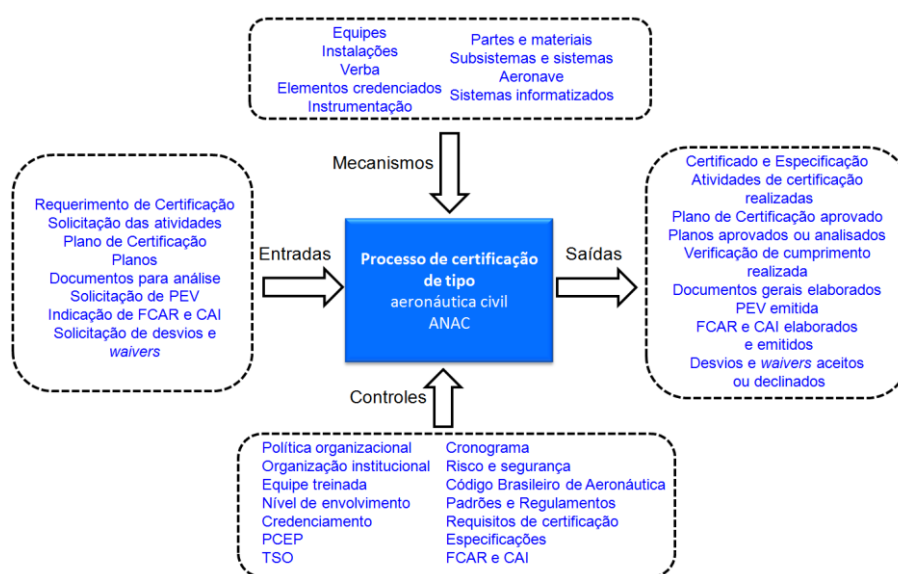 Equipes
Instalações
Verba
Elementos credenciados
Instrumentação
Partes e materiais
Subsistemas e sistemas
Aeronave
Sistemas informatizados
Mecanismos
Requerimento de Certificação
Solicitação das atividades
Plano de Certificação
Planos
Documentos para análise
Solicitação de PEV
Indicação de FCAR e CAI
Solicitação de desvios e
waivers
Entradas
Processo de certificação
de tipo
aeronáutica civil
ANAC
Saídas
Certificado e Especificação
Atividades de certificação
realizadas
Plano de Certificação aprovado
Planos aprovados ou analisados
Verificação de cumprimento
realizada
Documentos gerais elaborados
PEV emitida
FCAR e CAI elaborados
e emitidos
Desvios e waivers aceitos
ou declinados
Controles
Política organizacional
Organização institucional
Equipe treinada
Nível de envolvimento
Credenciamento
PCEP
TSO
Cronograma
Risco e segurança
Código Brasileiro de Aeronáutica
Padrões e Regulamentos
Requisitos de certificação
Especificações
FCAR e CAI